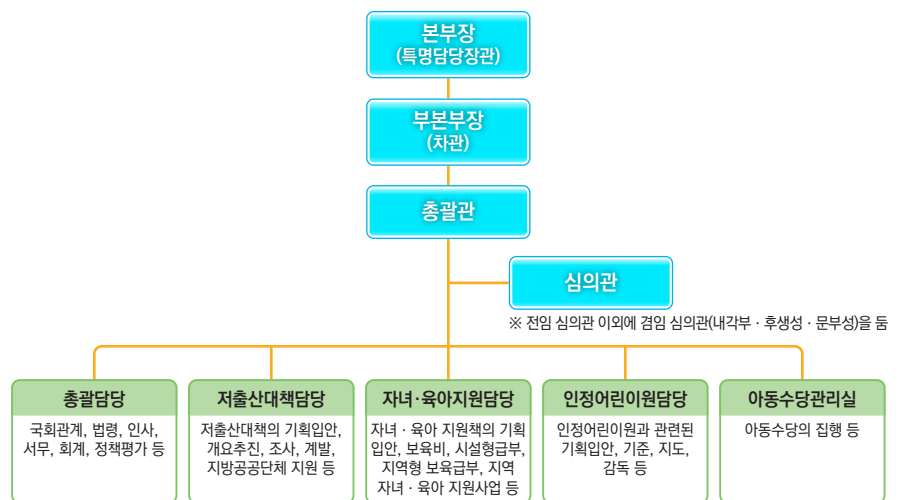 본부장
(특명담당장관)
부본부장
(차관)
총괄관
심의관
※ 전임 심의관 이외에 겸임 심의관(내각부 · 후생성 · 문부성)을 둠
총괄담당
국회관계, 법령, 인사,
서무, 회계, 정책평가 등
저출산대책담당
저출산대책의 기획입안,
개요추진, 조사, 계발,
지방공공단체 지원 등
자녀·육아지원담당
자녀 · 육아 지원책의 기획
입안, 보육비, 시설형급부,
지역형 보육급부, 지역
자녀 · 육아 지원사업 등
인정어린이원담당
인정어린이원과 관련된
기획입안, 기준, 지도,
감독 등
아동수당관리실
아동수당의 집행 등